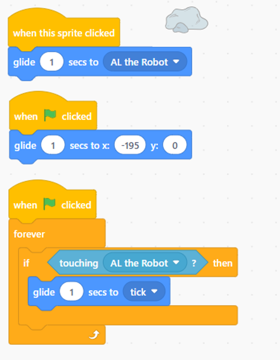 when this sprite clicked
glide 1 secs to AL the Robot
when clicked
glide 1 secs to x: -195 y: 0
when clicked
forever
if touching AL the Robot ? then
glide 1 secs to tick